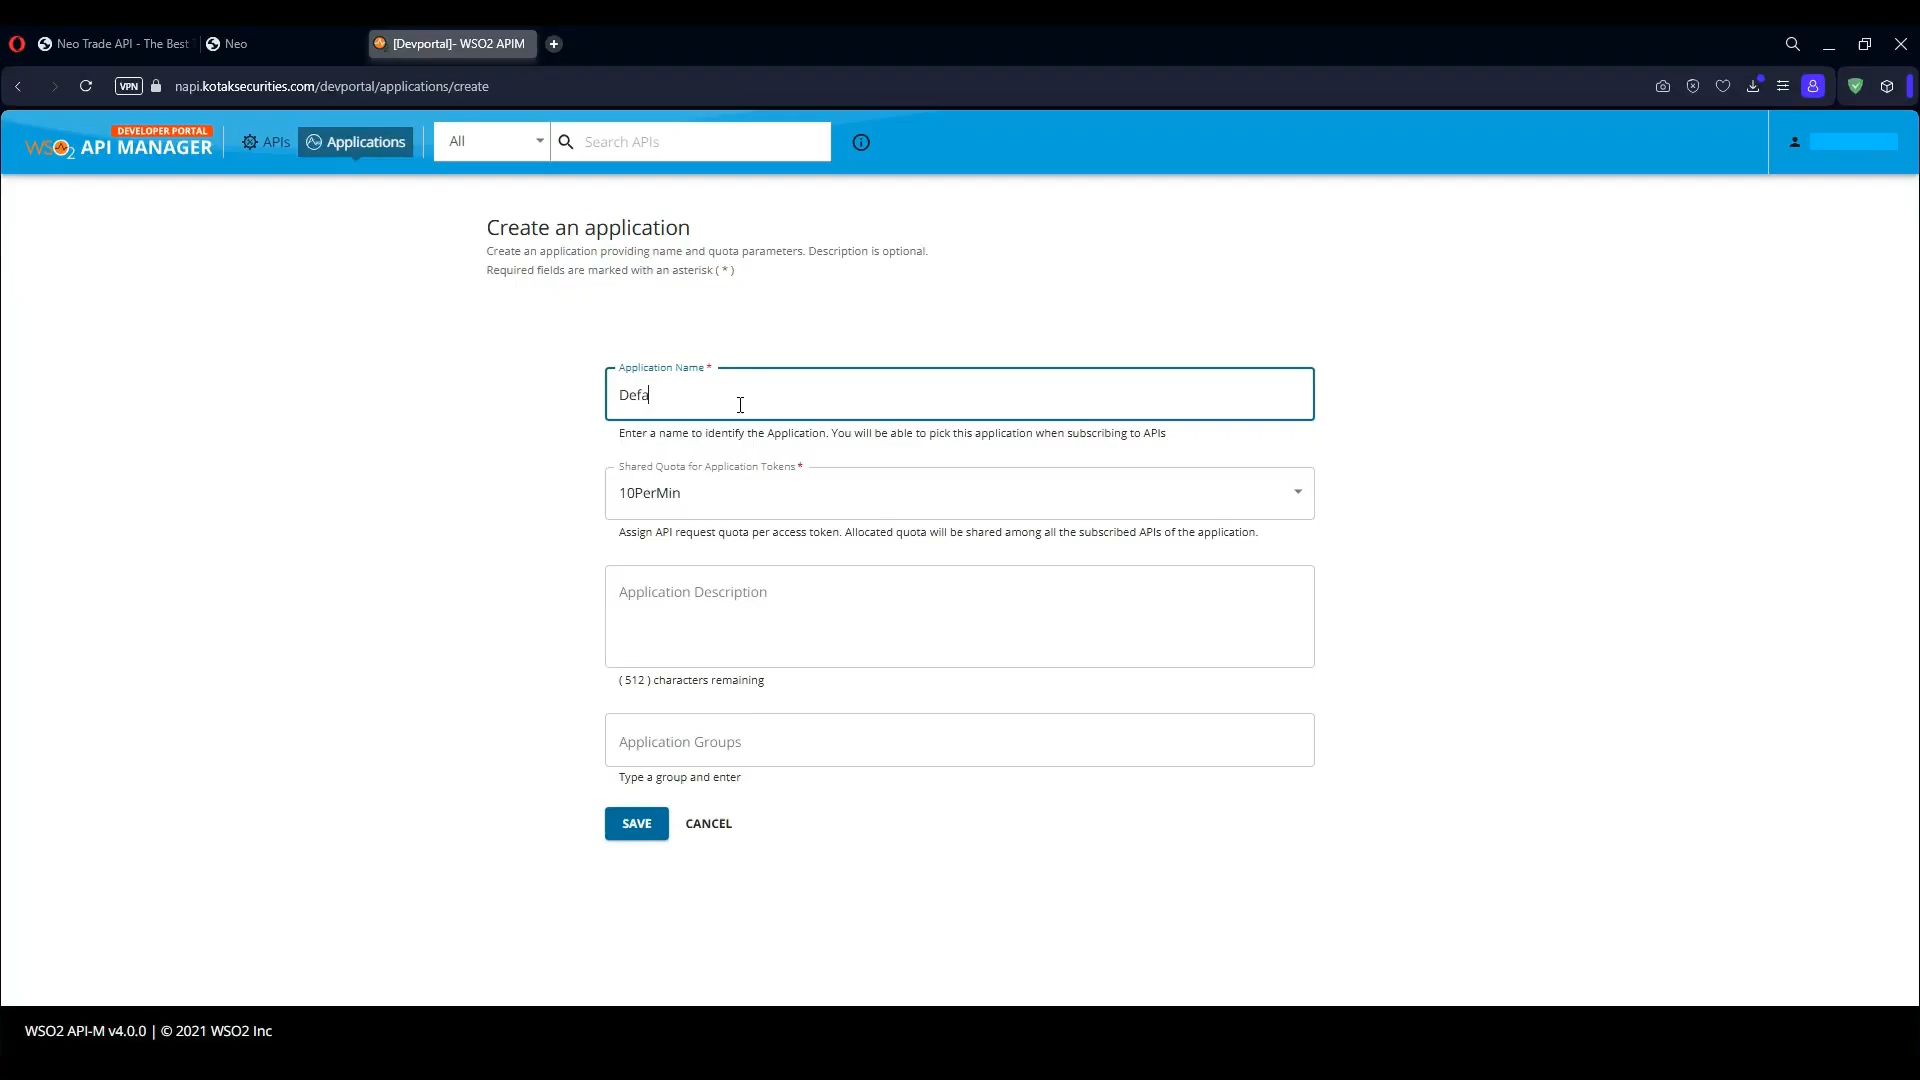 Neo Trade API - The Best
Neo
[Devportal]- WSO2 APIM
VPN
napi.kotaksecurities.com/devportal/applications/create
DEVELOPER PORTAL
WSO2 API MANAGER
APIs
Applications
All
Search APIs
Create an application
Create an application providing name and quota parameters. Description is optional.
Required fields are marked with an asterisk ( * )
Application Name *
Defa
Enter a name to identify the Application. You will be able to pick this application when subscribing to APIs
Shared Quota for Application Tokens *
10PerMin
Assign API request quota per access token. Allocated quota will be shared among all the subscribed APIs of the application.
Application Description
( 512 ) characters remaining
Application Groups
Type a group and enter
SAVE
CANCEL
WSO2 API-M v4.0.0 | © 2021 WSO2 Inc